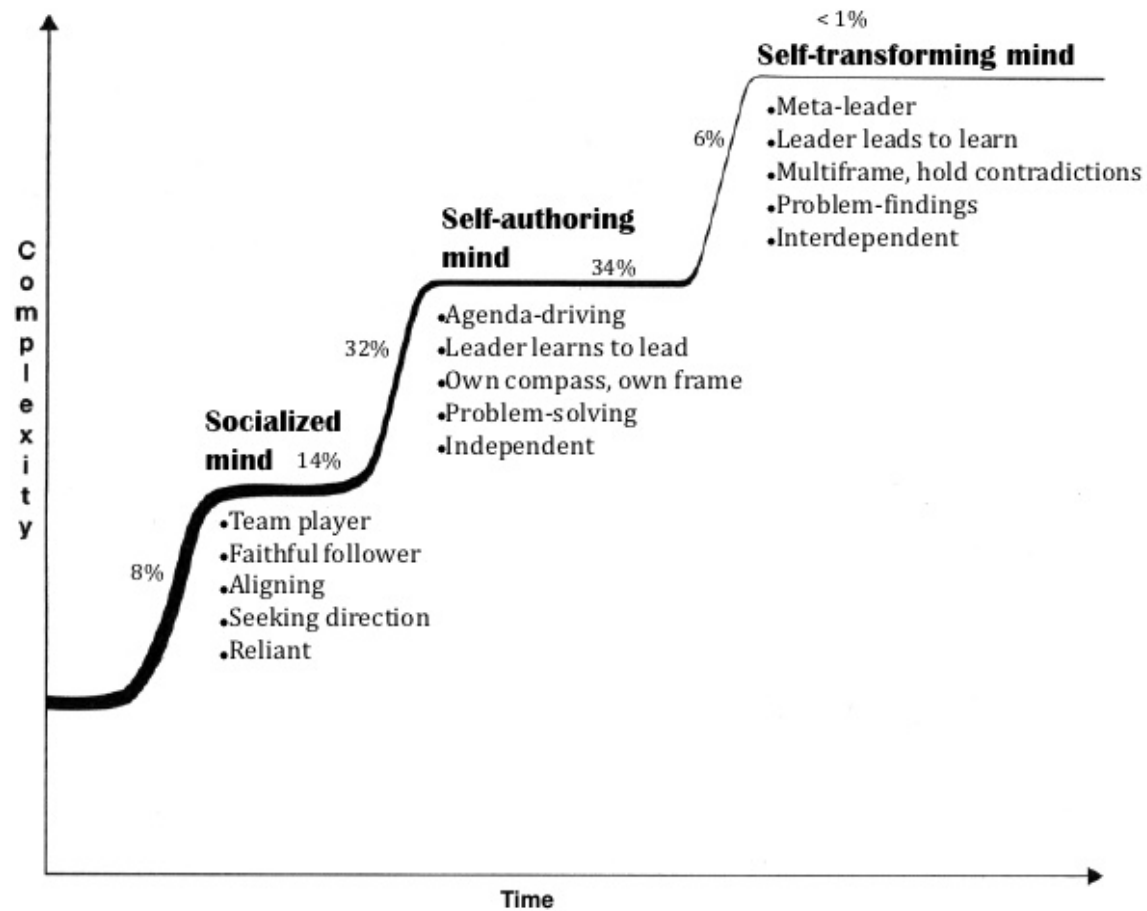 < 1%
Self-transforming mind
•Meta-leader
•Leader leads to learn
•Multiframe, hold contradictions
•Problem-findings
•Interdependent
6%
Self-authoring
mind
34%
•Agenda-driving
•Leader learns to lead
•Own compass, own frame
•Problem-solving
•Independent
32%
Socialized
mind
14%
•Team player
•Faithful follower
•Aligning
•Seeking direction
•Reliant
8%
Complexity
Time